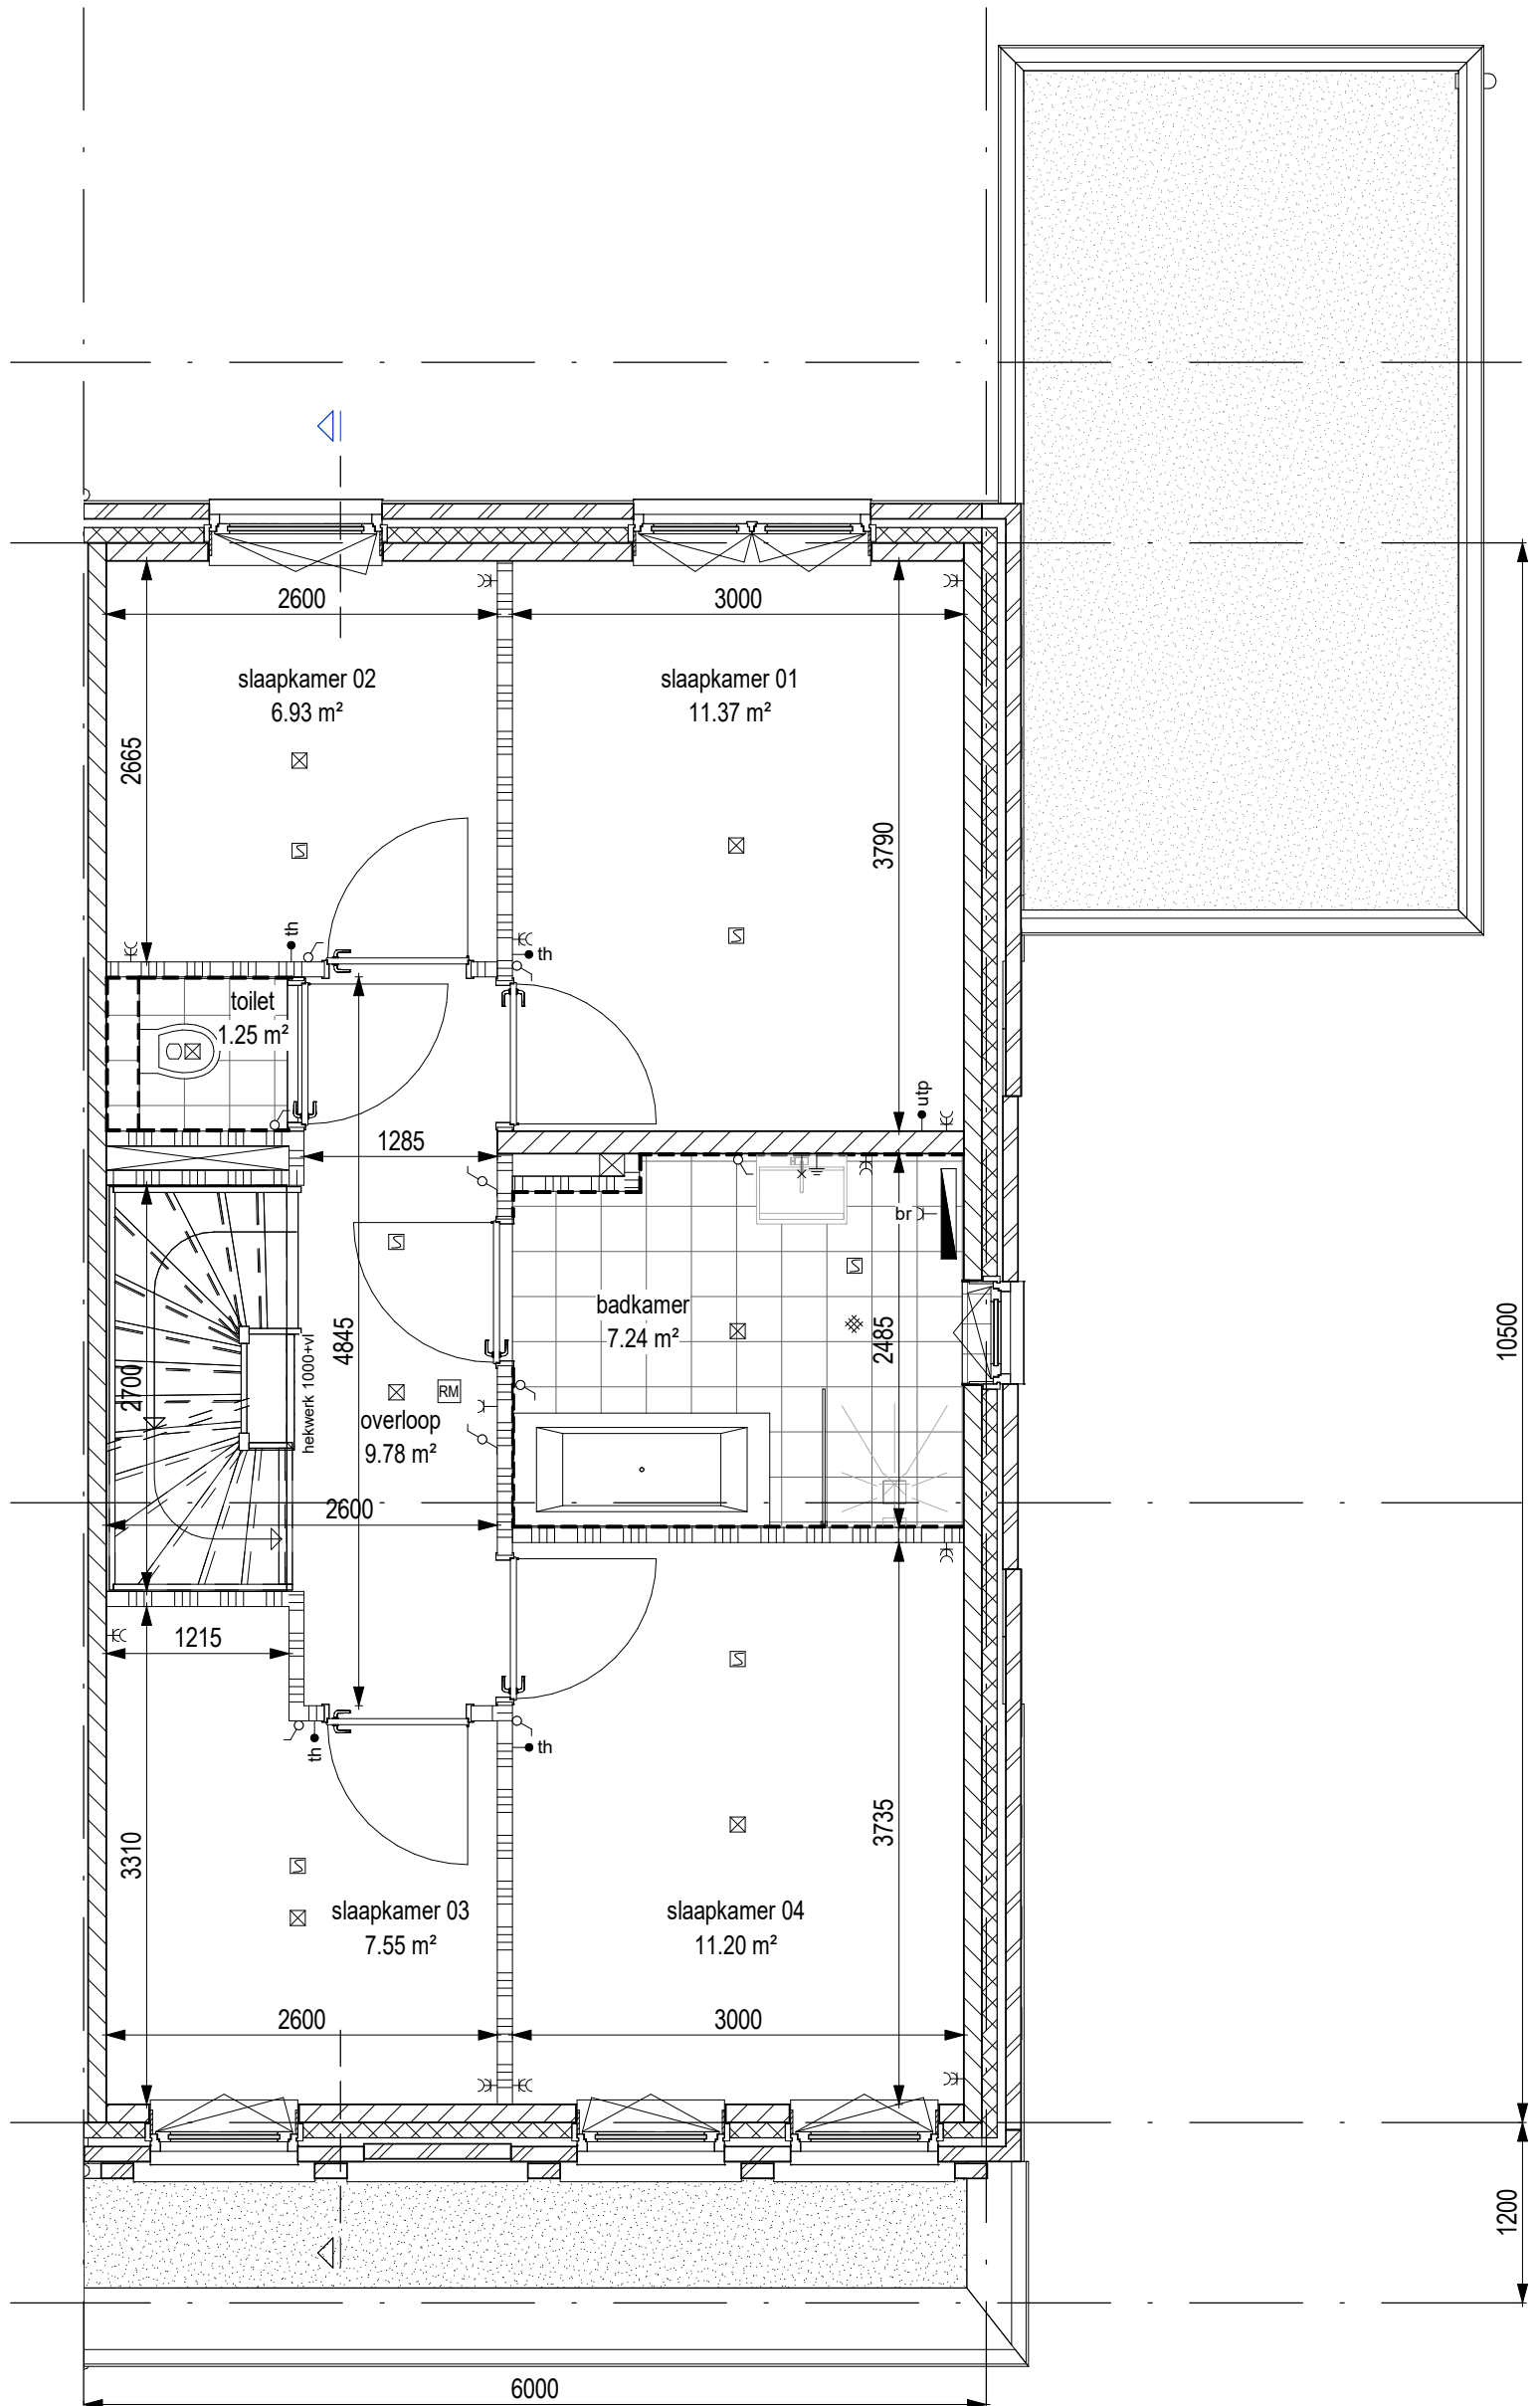 2600
3000
slaapkamer 02
6.93 m²
slaapkamer 01
11.37 m²
2665
3790
th
th
toilet
1.25 m²
utp
1285
br
badkamer
7.24 m²
2485
4845
2700
hekwerk 1000+vl
RM
overloop
9.78 m²
2600
10500
1215
th
th
3310
3735
slaapkamer 03
7.55 m²
slaapkamer 04
11.20 m²
2600
3000
1200
6000